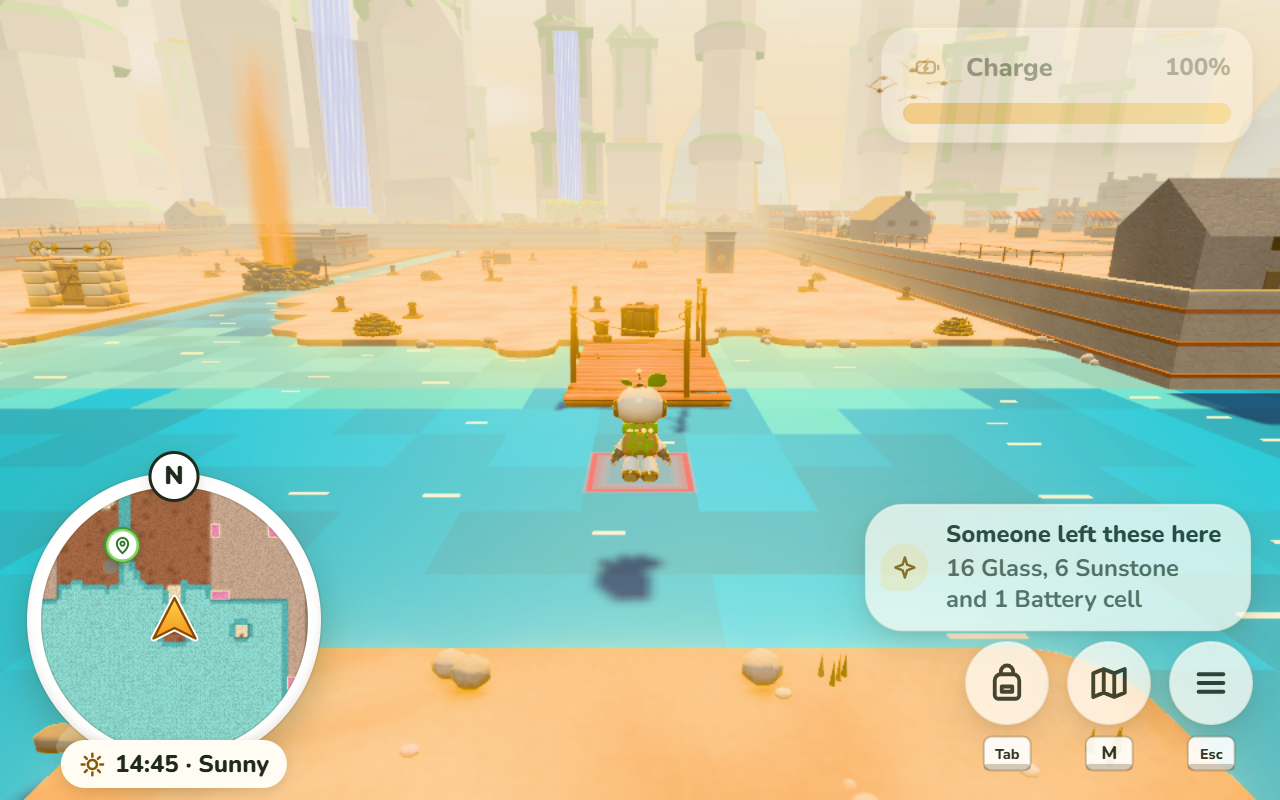 Charge 100%
N
Someone left these here
16 Glass, 6 Sunstone
and 1 Battery cell
14:45 · Sunny
Tab
M
Esc